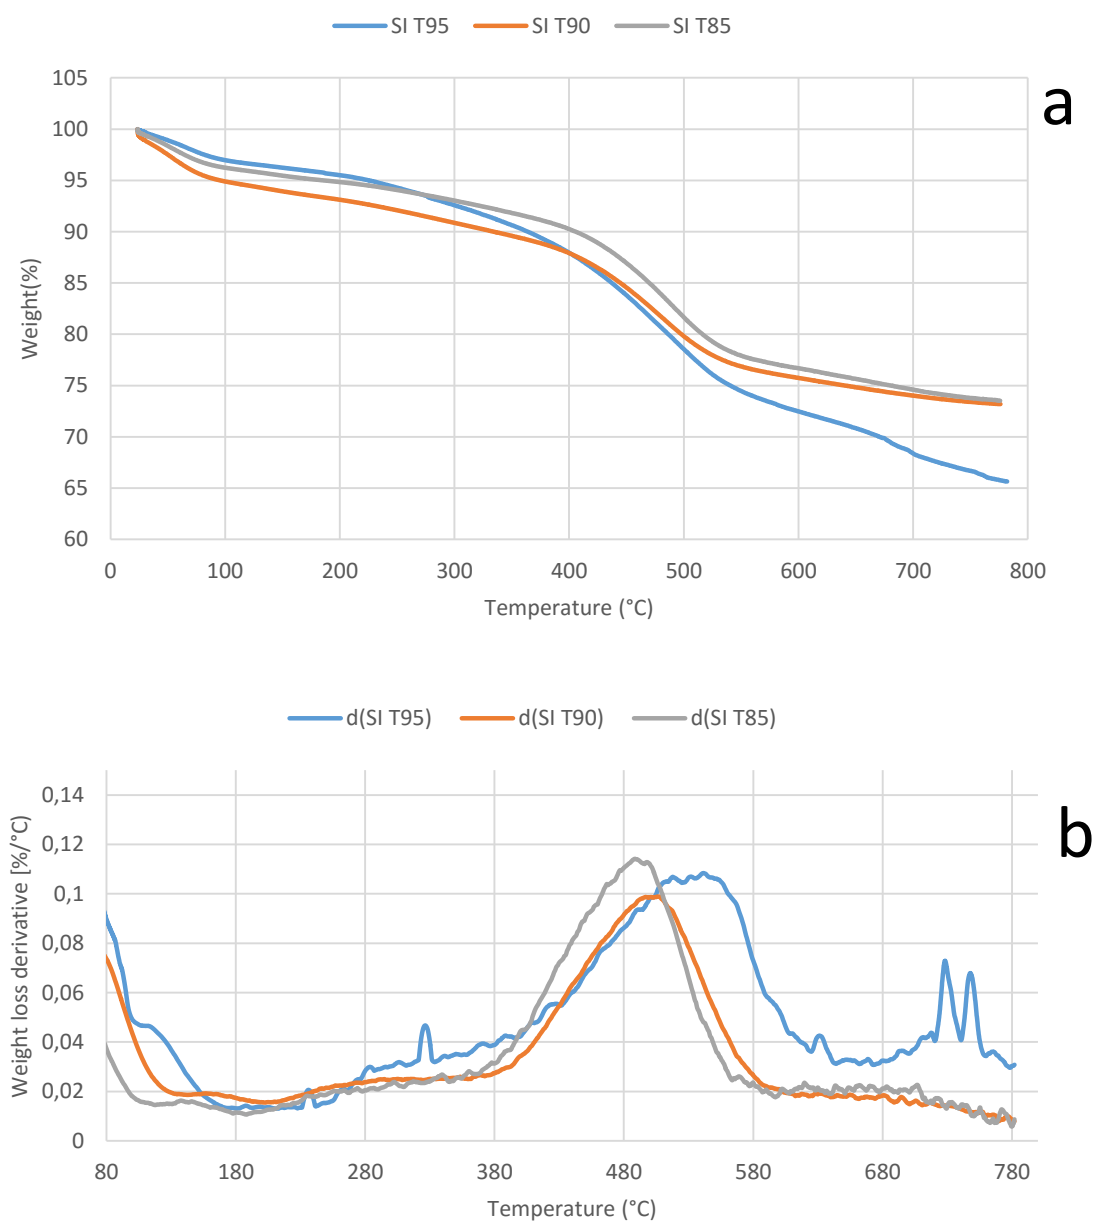 SI T95 SI T90 SI T85
a
105
100
95
90
85
80
75
70
65
60
Weight(%)
0 100 200 300 400 500 600 700 800
Temperature (°C)
d(SI T95) d(SI T90) d(SI T85)
b
0,14
0,12
0,1
0,08
0,06
0,04
0,02
0
Weight loss derivative [%/°C)
80 180 280 380 480 580 680 780
Temperature (°C)